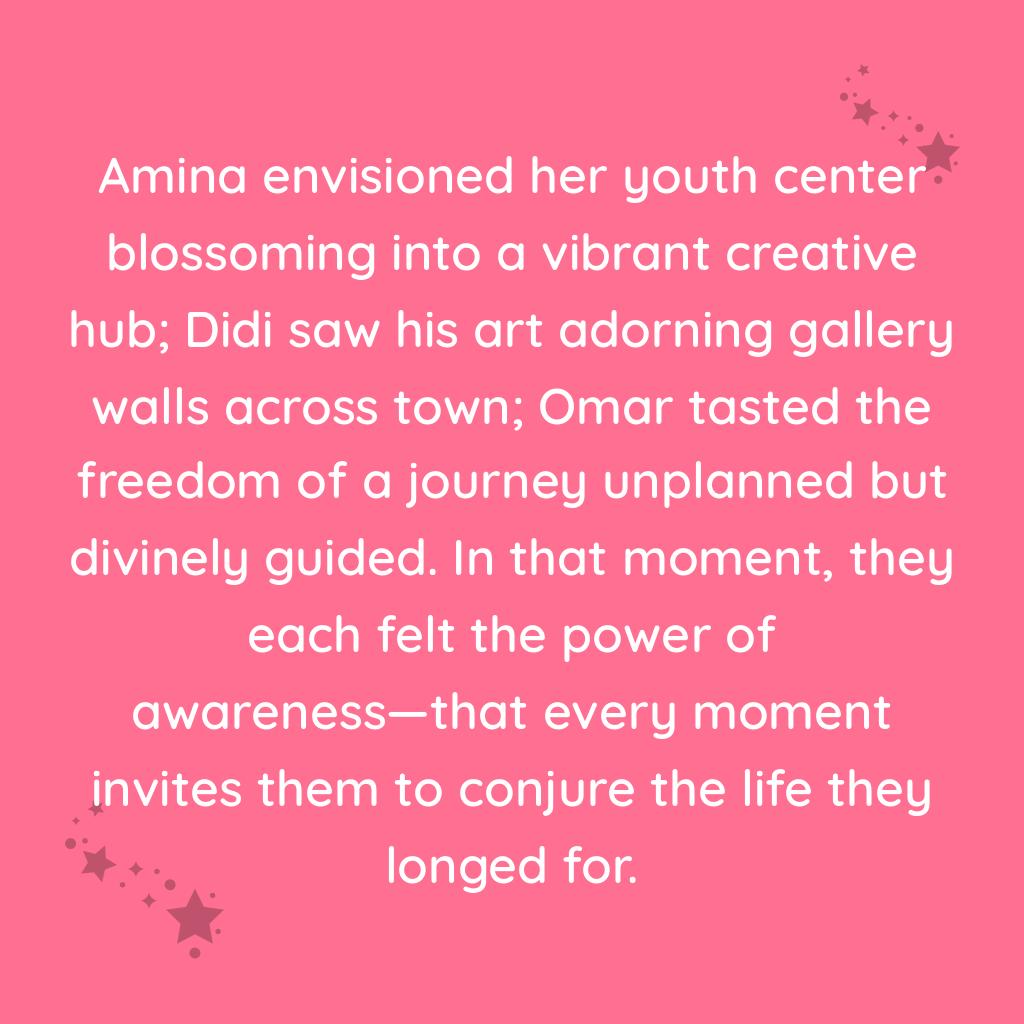 Amina envisioned her youth center
blossoming into a vibrant creative
hub; Didi saw his art adorning gallery
walls across town; Omar tasted the
freedom of a journey unplanned but
divinely guided. In that moment, they
each felt the power of
awareness—that every moment
invites them to conjure the life they
longed for.